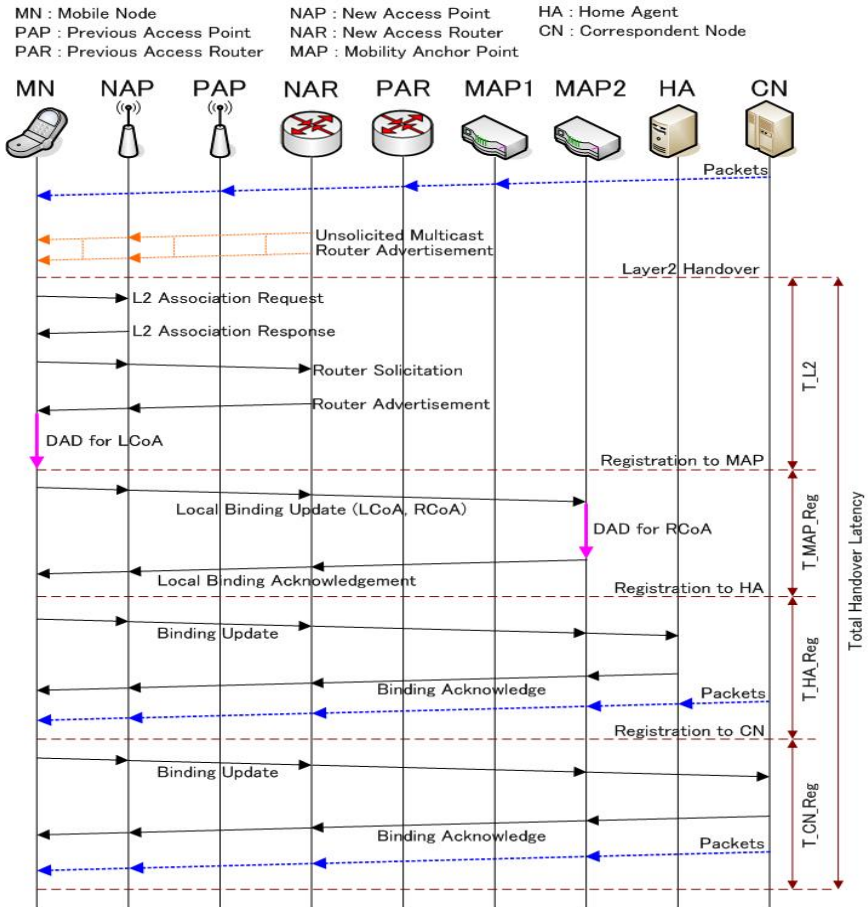 MN : Mobile Node
PAP : Previous Access Point
PAR : Previous Access Router
NAP : New Access Point
NAR : New Access Router
MAP : Mobility Anchor Point
HA : Home Agent
CN : Correspondent Node
MN NAP PAP NAR PAR MAP1 MAP2 HA CN
Packets
Unsolicited Multicast
Router Advertisement
Layer2 Handover
L2 Association Request
L2 Association Response
Router Solicitation
Router Advertisement
DAD for LCoA
T_L2
Registration to MAP
Local Binding Update (LCoA, RCoA)
DAD for RCoA
Local Binding Acknowledgement
T_MAP_Reg
Registration to HA
Binding Update
Binding Acknowledge
Packets
T_HA_Reg
Registration to CN
Binding Update
Binding Acknowledge
Packets
T_CN_Reg
Total Handover Latency